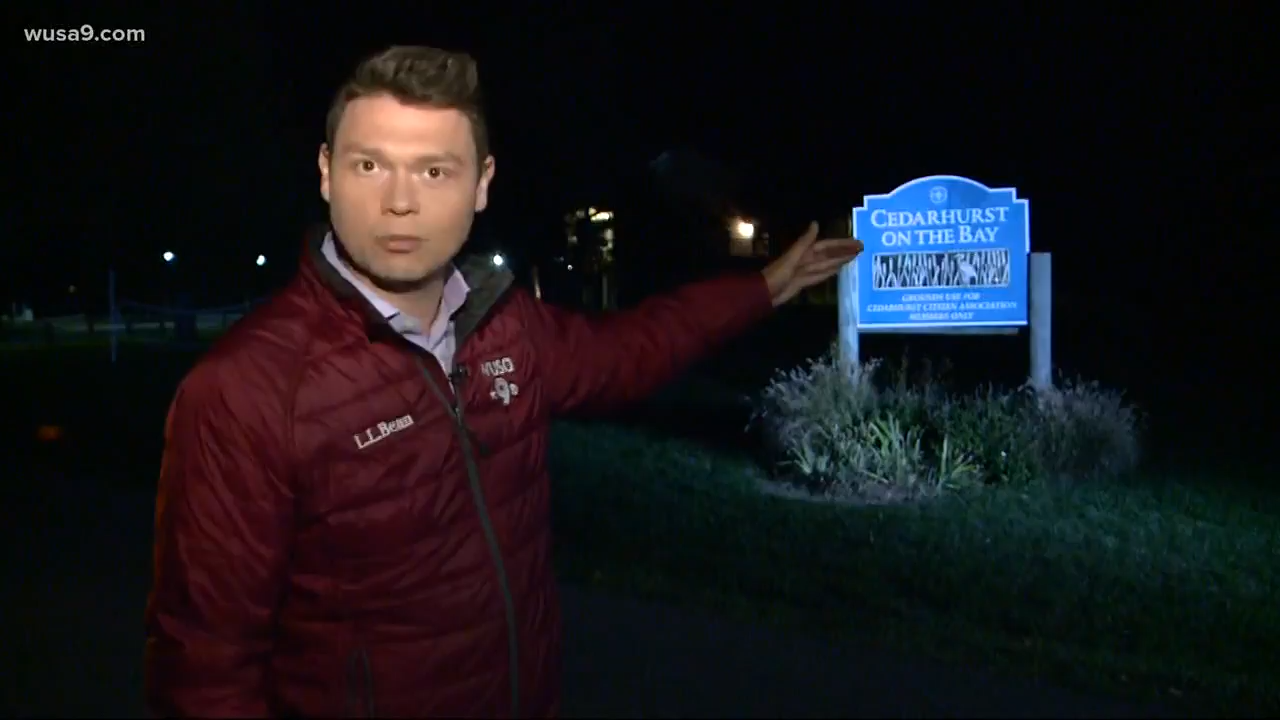 wusa9.com
CEDARHURST
ON THE BAY
GROUNDS USE FOR
CEDARHURST CITIZEN ASSOCIATION
MEMBERS ONLY
WUSA
9
L.L.Bean